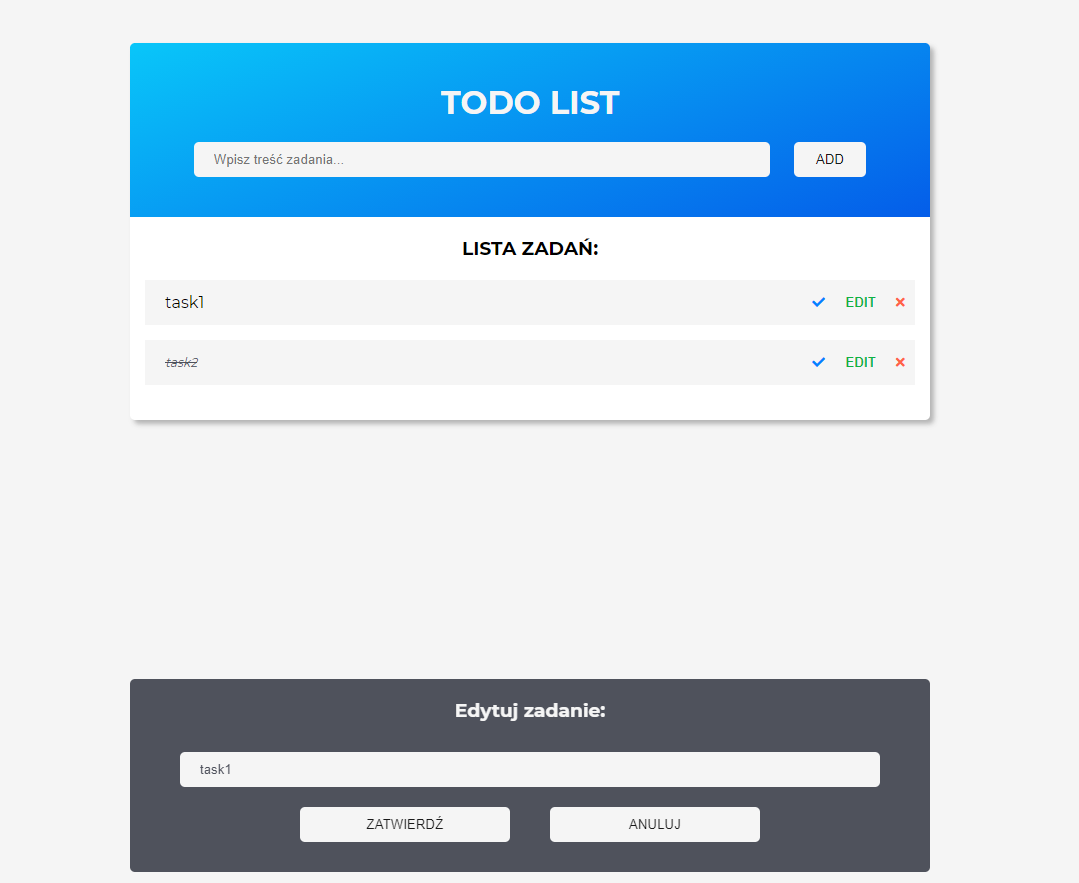 TODO LIST
Wpisz treść zadania...
ADD
LISTA ZADAŃ:
task1
EDIT
task2
EDIT
Edytuj zadanie:
task1
ZATWIERDŹ
ANULUJ